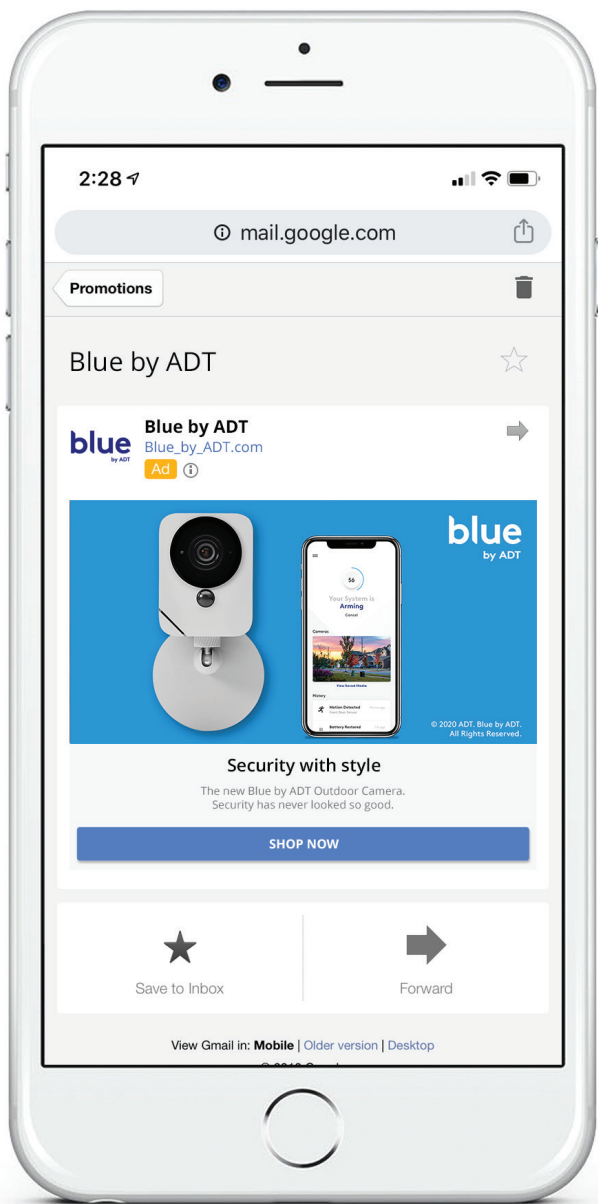 2:28
mail.google.com
Promotions
Blue by ADT
blue
by ADT
Blue by ADT
Blue_by_ADT.com
Ad
blue
by ADT
56
Your System is
Arming
Cancel
Cameras
View Saved Media
History
Motion Detected
Battery Restored
© 2020 ADT. Blue by ADT.
All Rights Reserved.
Security with style
The new Blue by ADT Outdoor Camera.
Security has never looked so good.
SHOP NOW
Save to Inbox
Forward
View Gmail in: Mobile | Older version | Desktop